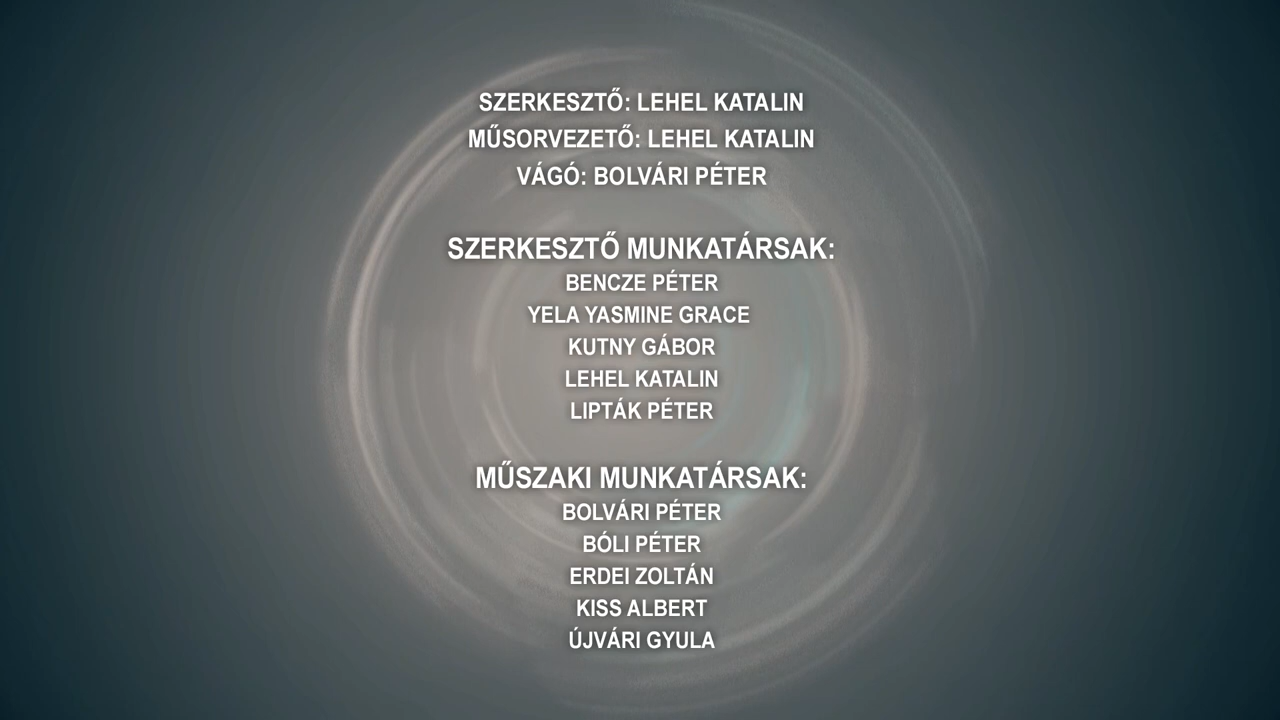 SZERKESZTŐ: LEHEL KATALIN
MŰSORVEZETŐ: LEHEL KATALIN
VÁGÓ: BOLVÁRI PÉTER
SZERKESZTŐ MUNKATÁRSAK:
BENCZE PÉTER
YELA YASMINE GRACE
KUTNY GÁBOR
LEHEL KATALIN
LIPTÁK PÉTER
MŰSZAKI MUNKATÁRSAK:
BOLVÁRI PÉTER
BÓLI PÉTER
ERDEI ZOLTÁN
KISS ALBERT
ÚJVÁRI GYULA